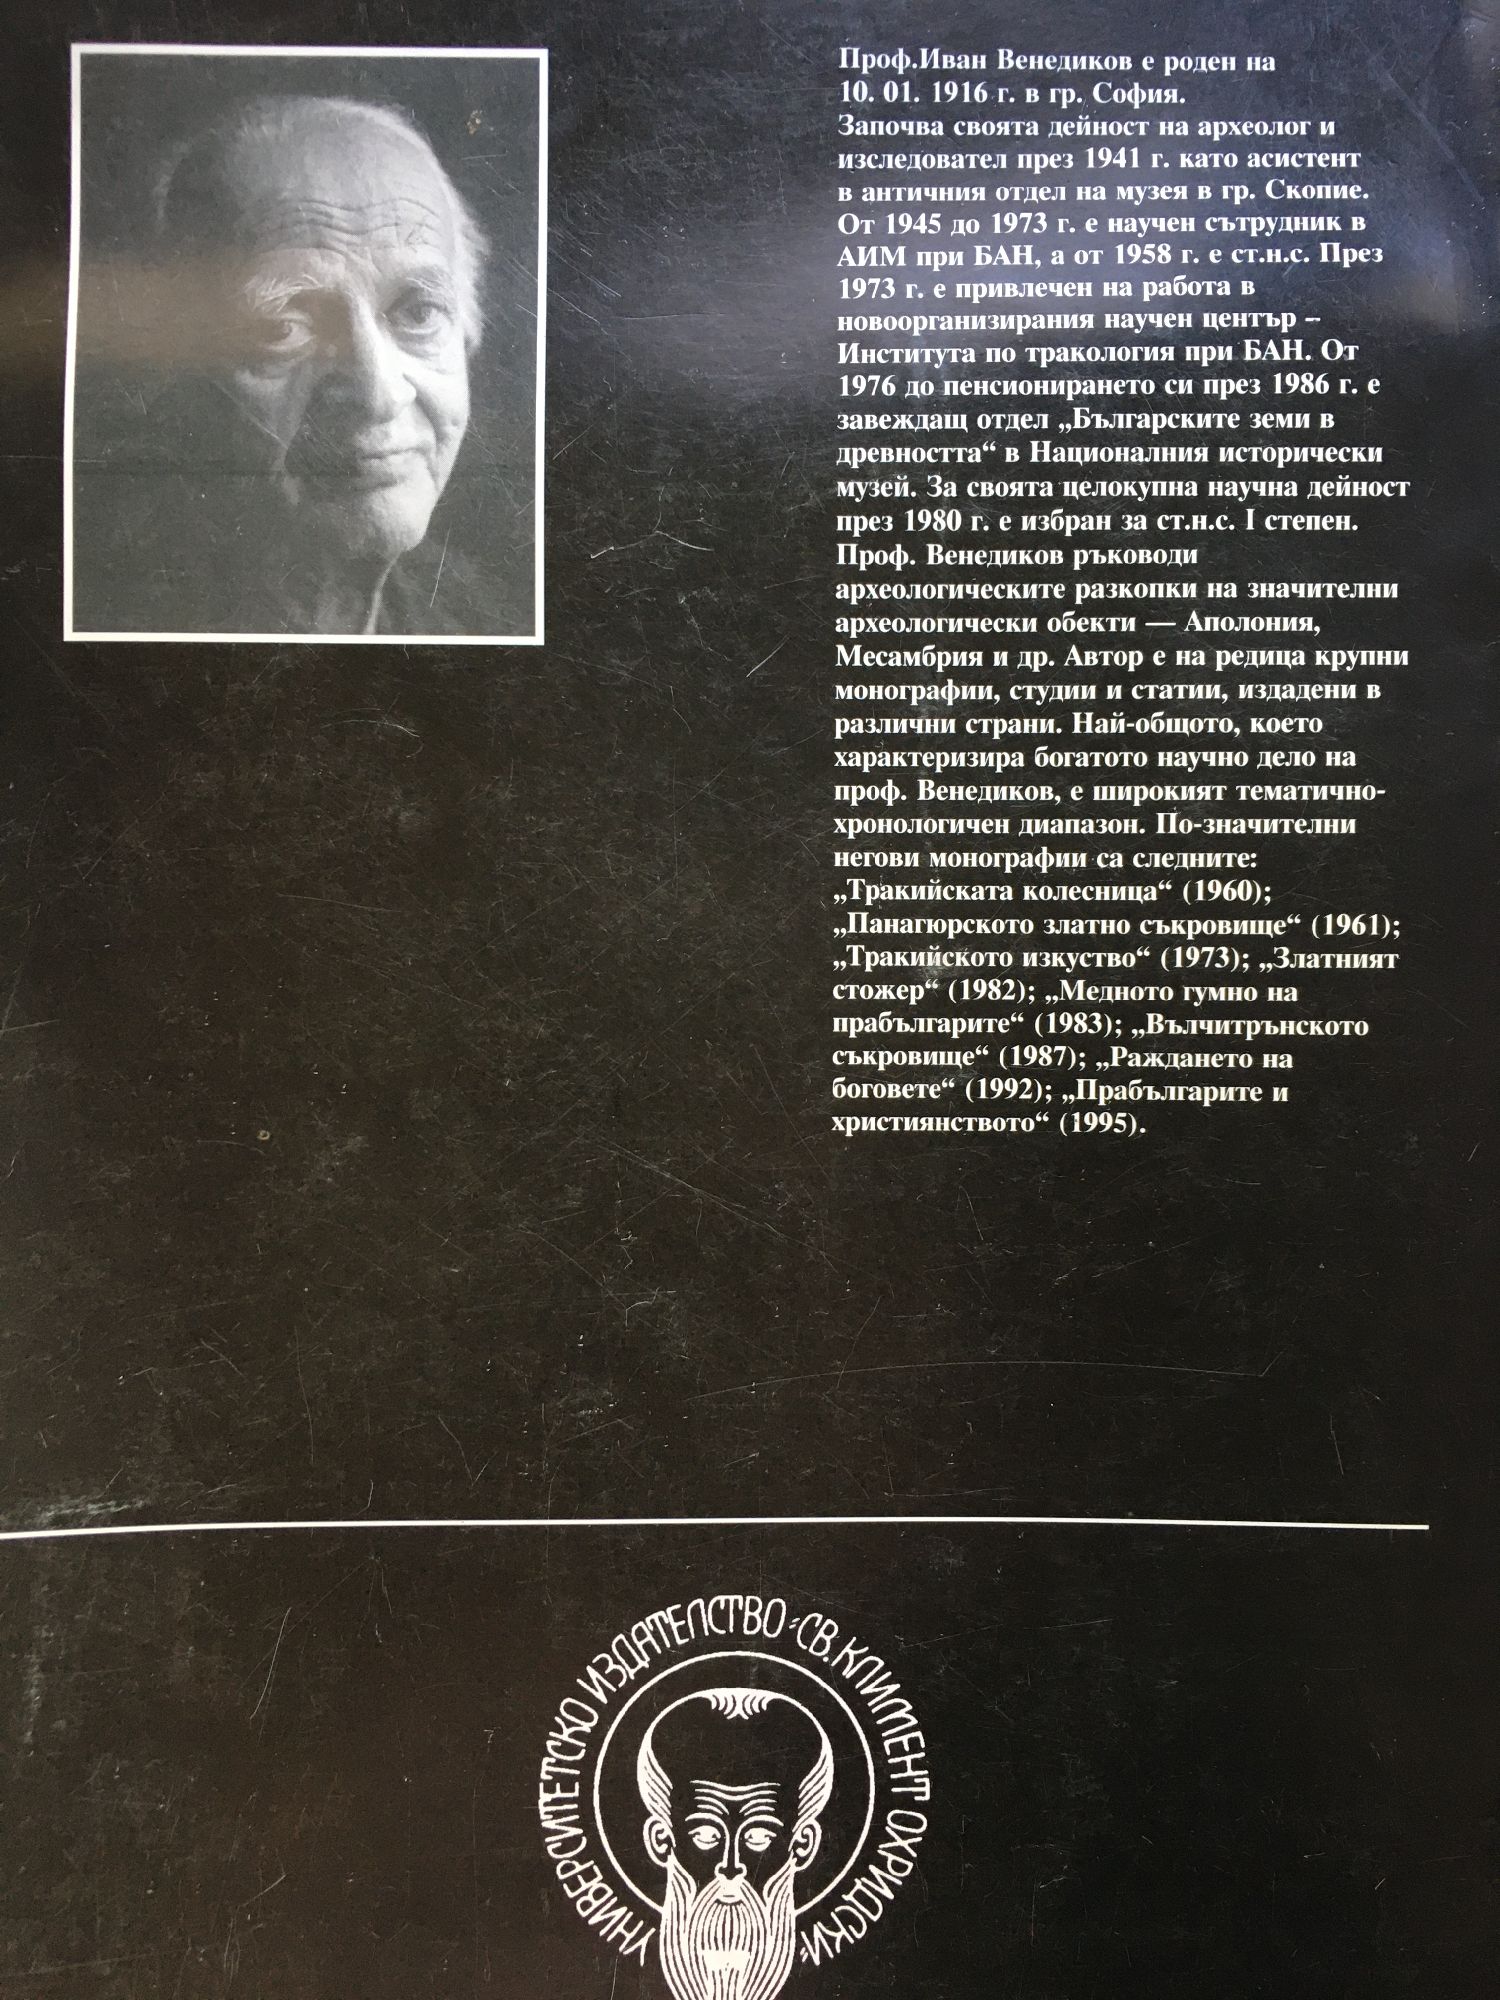 Проф.Иван Венедиков е роден на
10. 01. 1916 г. в гр. София.
Започва своята дейност на археолог и
изследовател през 1941 г. като асистент
в античния отдел на музея в гр. Скопие.
От 1945 до 1973 г. е научен сътрудник в
АИМ при БАН, а от 1958 г. е ст.н.с. През
1973 г. е привлечен на работа в
новоорганизирания научен център –
Института по тракология при БАН. От
1976 до пенсионирането си през 1986 г. е
завеждащ отдел „Българските земи в
древността“ в Националния исторически
музей. За своята целокупна научна дейност
през 1980 г. е избран за ст.н.с. I степен.
Проф. Венедиков ръководи
археологическите разкопки на значителни
археологически обекти — Аполония,
Месамбрия и др. Автор е на редица крупни
монографии, студии и статии, издадени в
различни страни. Най-общото, което
характеризира богатото научно дело на
проф. Венедиков, е широкият тематично-
хронологичен диапазон. По-значителни
негови монографии са следните:
„Тракийската колесница“ (1960);
„Панагюрското златно съкровище“ (1961);
„Тракийското изкуство“ (1973); „Златният
стожер“ (1982); „Медното гумно на
прабългарите“ (1983); „Вълчитрънското
съкровище“ (1987); „Раждането на
боговете“ (1992); „Прабългарите и
християнството“ (1995).
УНИВЕРСИТЕТСКО ИЗДАТЕЛСТВО „СВ. КЛИМЕНТ ОХРИДСКИ“